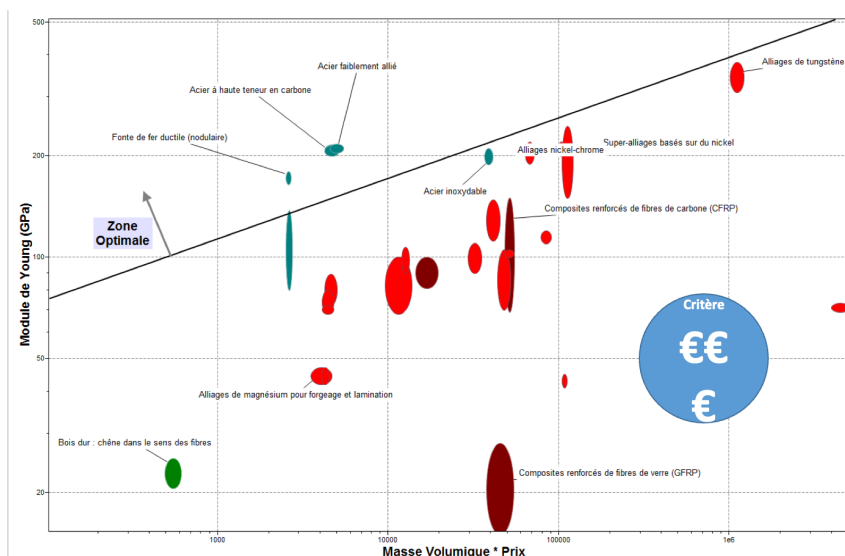 500
Acier faiblement allié
Alliages de tungstène
Acier à haute teneur en carbone
Fonte de fer ductile (nodulaire)
200
Alliages nickel-chrome
Super-alliages basés sur du nickel
Acier inoxydable
Zone
Optimale
Composites renforcés de fibres de carbone (CFRP)
100
Module de Young (GPa)
Critère
€€
€
50
Alliages de magnésium pour forgeage et lamination
Bois dur : chêne dans le sens des fibres
Composites renforcés de fibres de verre (GFRP)
20
1000
10000
100000
1e6
Masse Volumique * Prix